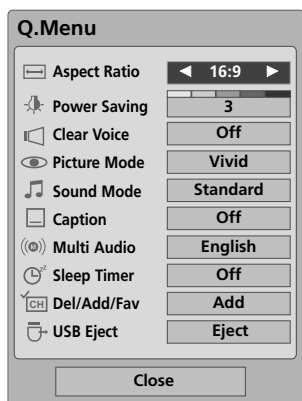 Q.Menu
Aspect Ratio 16:9
Power Saving 3
Clear Voice Off
Picture Mode Vivid
Sound Mode Standard
Caption Off
Multi Audio English
Sleep Timer Off
CH Del/Add/Fav Add
USB Eject Eject
Close